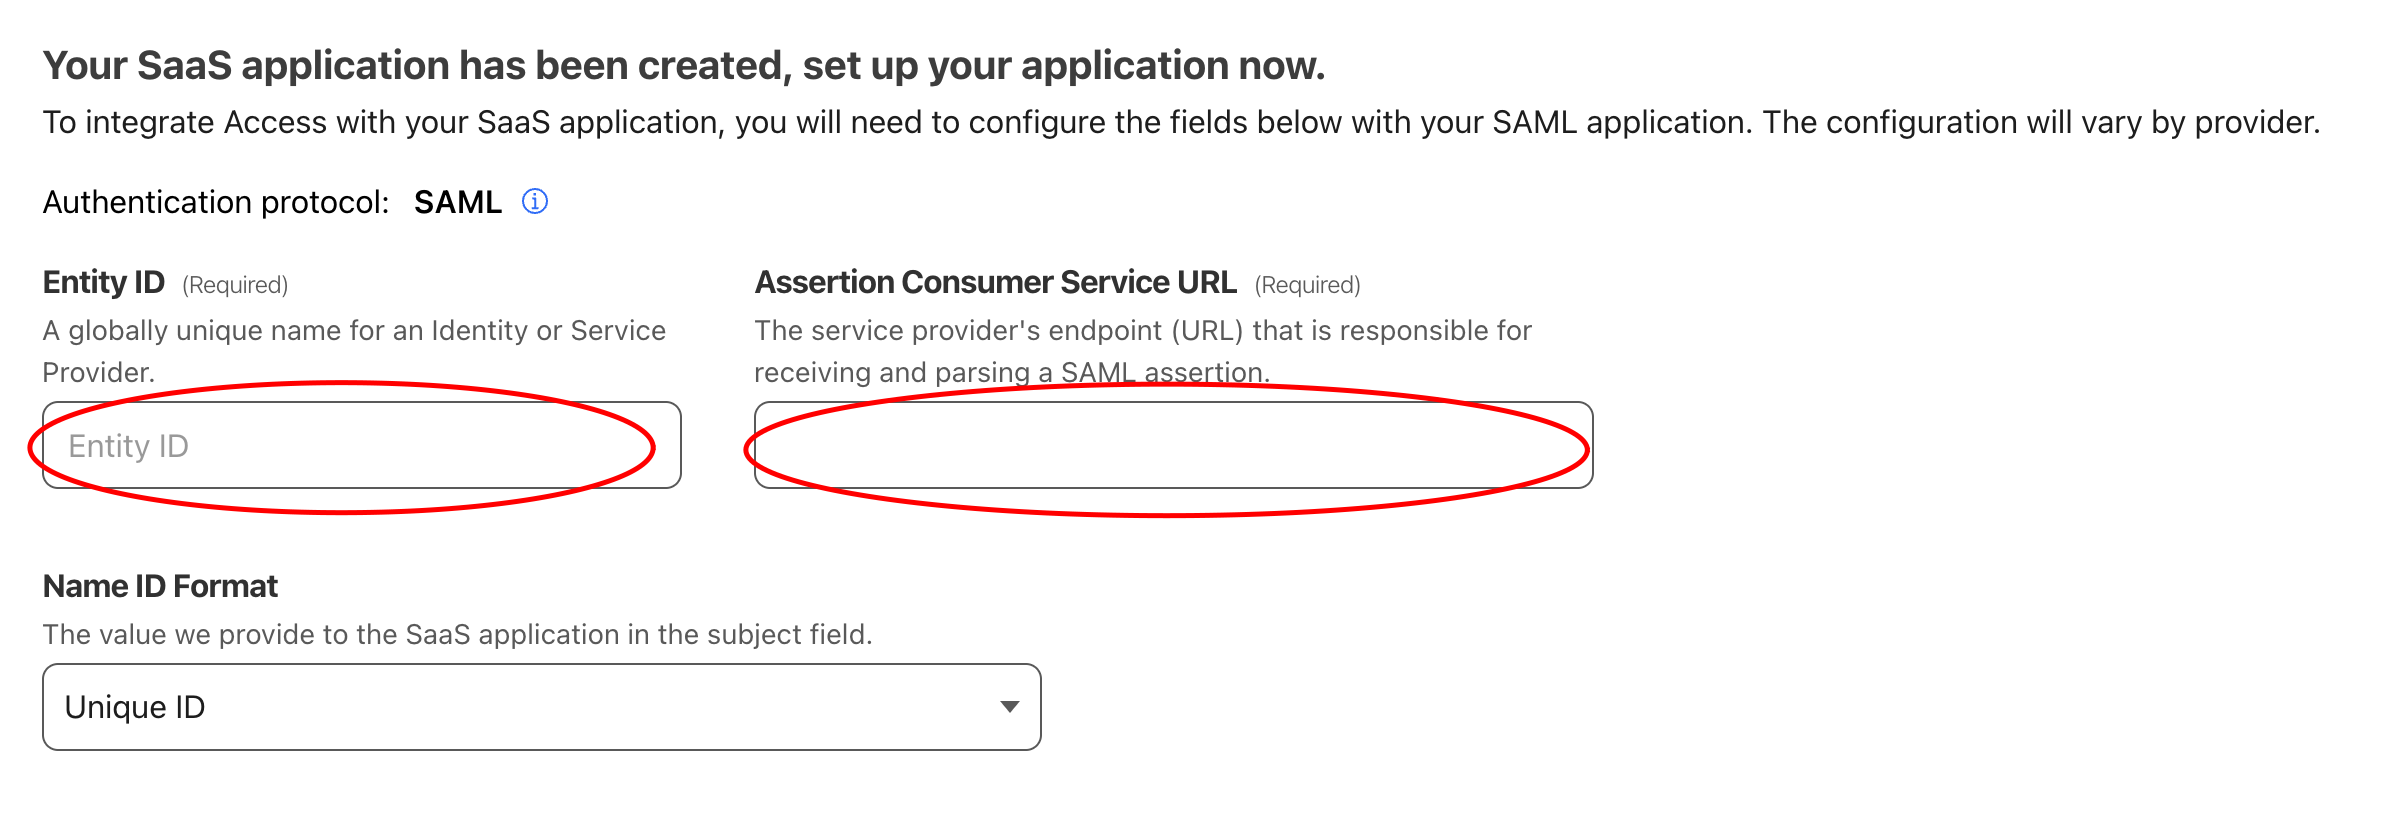 Your SaaS application has been created, set up your application now.
To integrate Access with your SaaS application, you will need to configure the fields below with your SAML application. The configuration will vary by provider.
Authentication protocol: SAML
Entity ID (Required)
A globally unique name for an Identity or Service
Provider.
Entity ID
Assertion Consumer Service URL (Required)
The service provider's endpoint (URL) that is responsible for
receiving and parsing a SAML assertion.
Name ID Format
The value we provide to the SaaS application in the subject field.
Unique ID